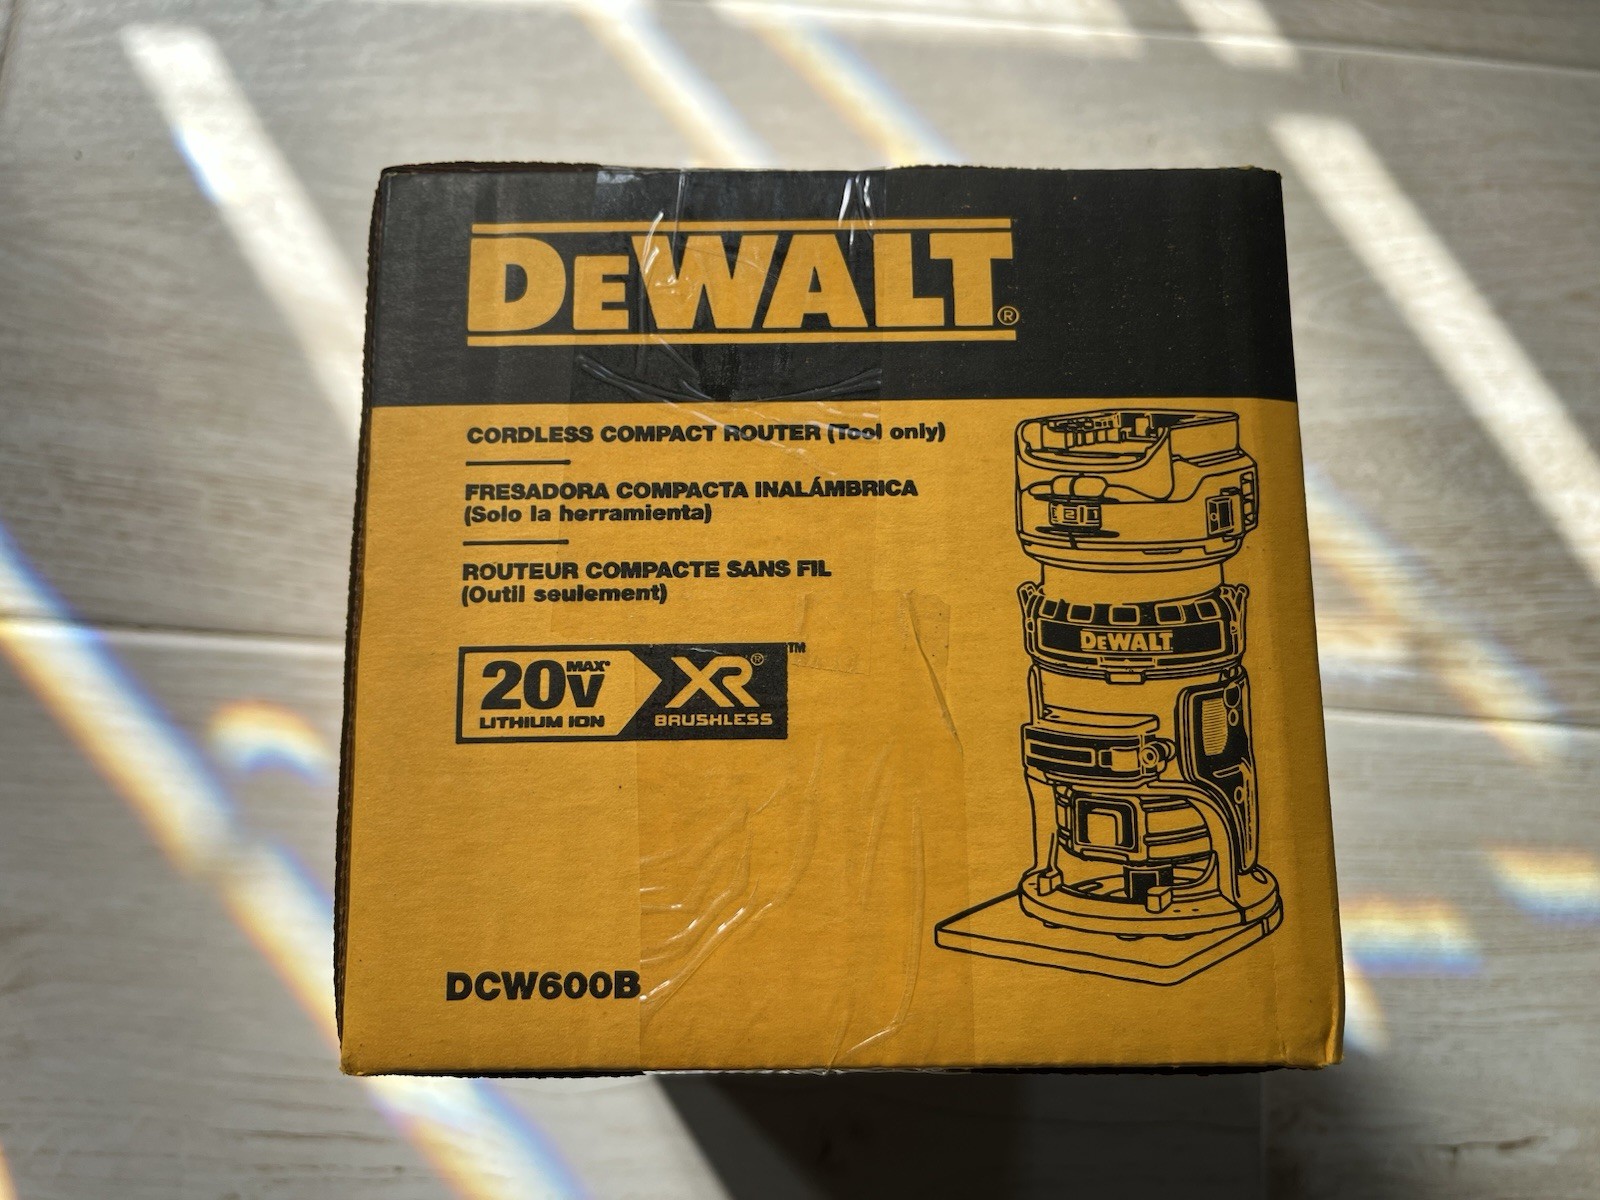 DEWALT®
CORDLESS COMPACT ROUTER (Tool only)
FRESADORA COMPACTA INALÁMBRICA
(Solo la herramienta)
ROUTEUR COMPACTE SANS FIL
(Outil seulement)
20V MAX* XR®™
LITHIUM ION BRUSHLESS
DEWALT
DCW600B